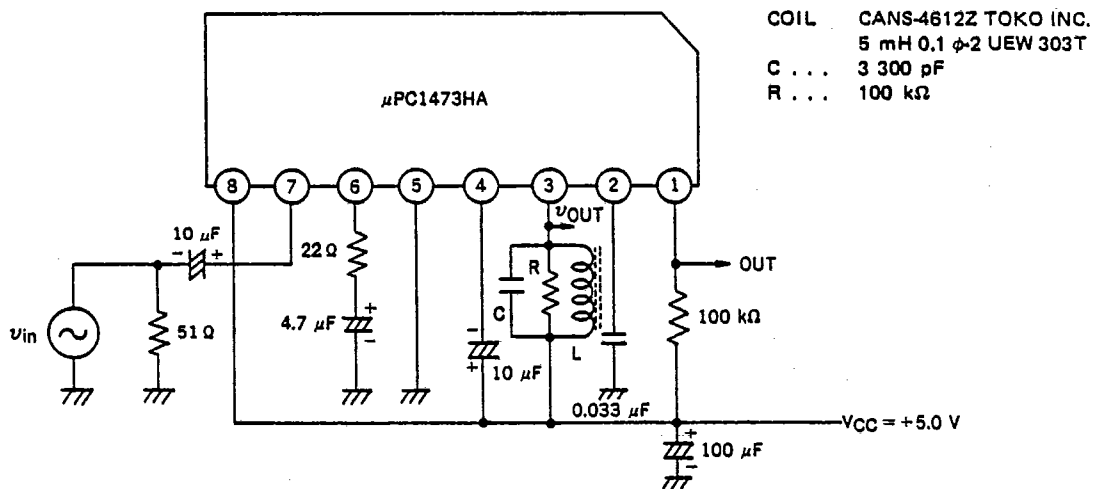 COIL CANS-4612Z TOKO INC.
5 mH 0.1 φ-2 UEW 303T
C . . . 3 300 pF
R . . . 100 kΩ
μPC1473HA
8 7 6 5 4 3 2 1
υOUT
10 μF
- +
22 Ω
R
OUT
C
100 kΩ
υin
51 Ω
4.7 μF
+
-
-
+
10 μF
L
0.033 μF
VCC = +5.0 V
+
100 μF
-